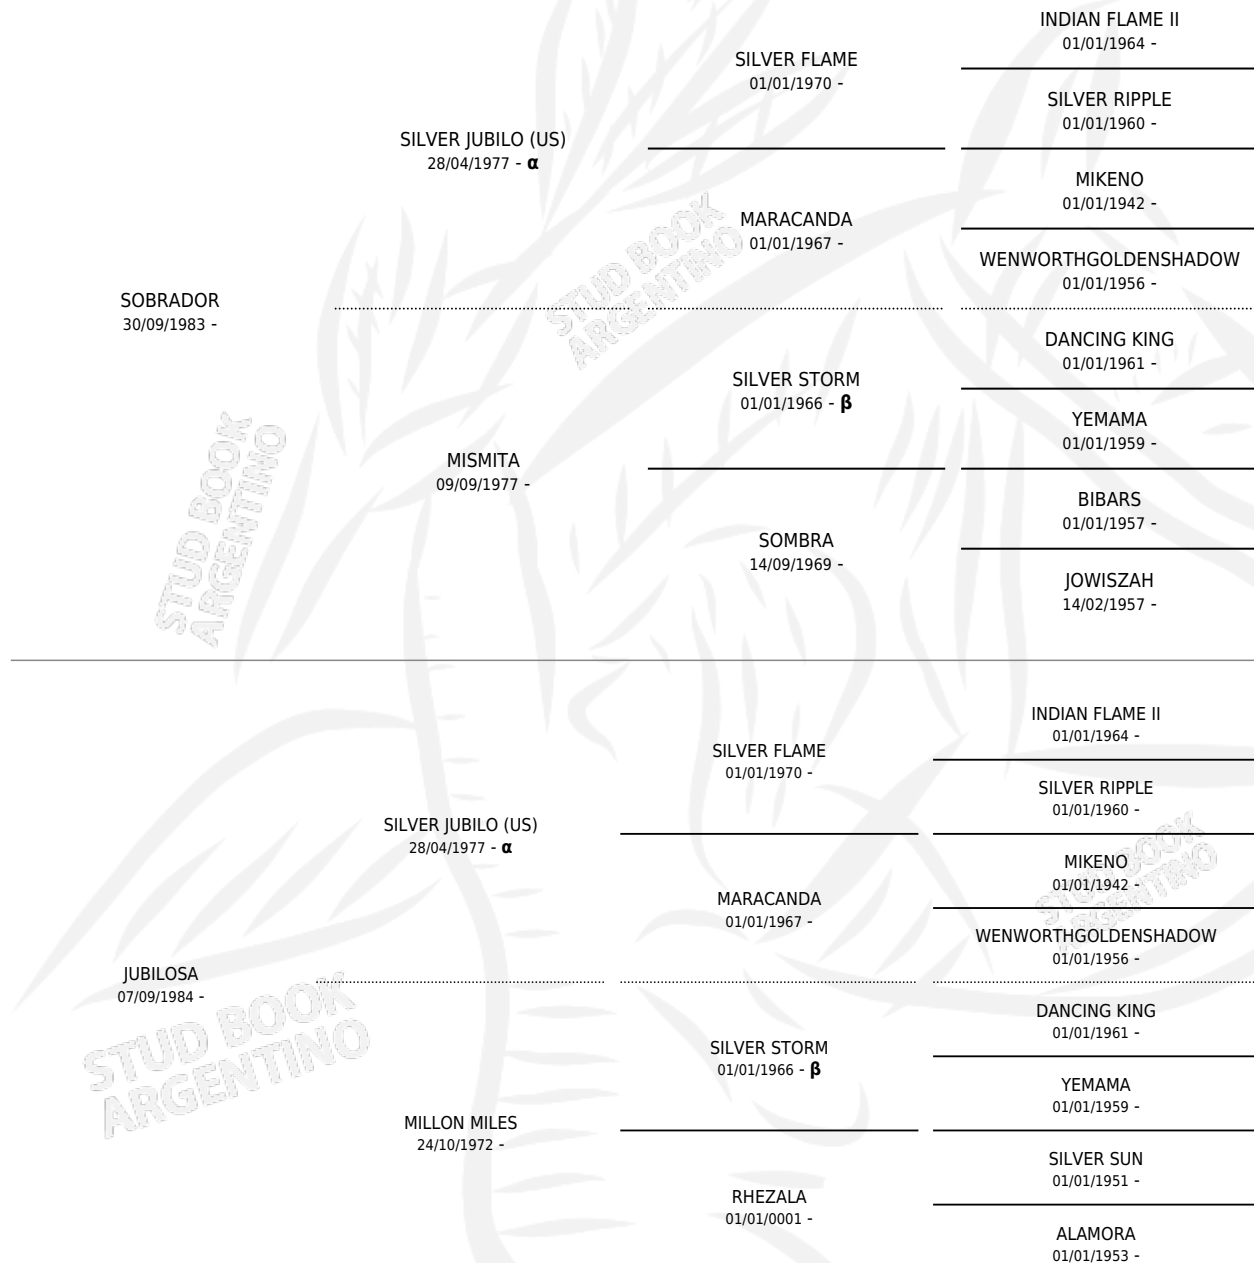 INDIAN FLAME II
01/01/1964 -
SILVER FLAME
01/01/1970 -
SILVER RIPPLE
01/01/1960 -
SILVER JUBILO (US)
28/04/1977 - α
MIKENO
01/01/1942 -
MARACANDA
01/01/1967 -
WENWORTHGOLDENSHADOW
01/01/1956 -
SOBRADOR
30/09/1983 -
DANCING KING
01/01/1961 -
SILVER STORM
01/01/1966 - β
YEMAMA
01/01/1959 -
MISMITA
09/09/1977 -
BIBARS
01/01/1957 -
SOMBRA
14/09/1969 -
JOWISZAH
14/02/1957 -
STUD BOOK
ARGENTINO
STUD BOOK
ARGENTINO
INDIAN FLAME II
01/01/1964 -
SILVER FLAME
01/01/1970 -
SILVER RIPPLE
01/01/1960 -
SILVER JUBILO (US)
28/04/1977 - α
MIKENO
01/01/1942 -
MARACANDA
01/01/1967 -
WENWORTHGOLDENSHADOW
01/01/1956 -
JUBILOSA
07/09/1984 -
DANCING KING
01/01/1961 -
SILVER STORM
01/01/1966 - β
YEMAMA
01/01/1959 -
MILLON MILES
24/10/1972 -
SILVER SUN
01/01/1951 -
RHEZALA
01/01/0001 -
ALAMORA
01/01/1953 -
STUD BOOK
ARGENTINO
STUD BOOK
ARGENTINO